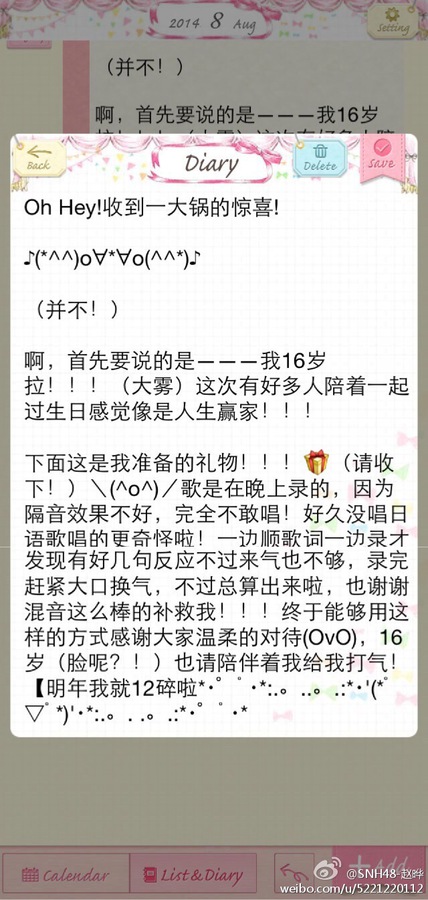 2014 8 Aug
Setting
（并不！）
啊，首先要说的是———我16岁
Back
Diary
Delete
SAVE
Oh Hey!收到一大锅的惊喜!
♪(*^^)o∀*∀o(^^*)♪
（并不！）
啊，首先要说的是———我16岁
拉！！！（大雾）这次有好多人陪着一起
过生日感觉像是人生赢家！！！
下面这是我准备的礼物！！！🎁（请收
下！）＼(^o^)／歌是在晚上录的，因为
隔音效果不好，完全不敢唱！好久没唱日
语歌唱的更奇怪啦！一边顺歌词一边录才
发现有好几句反应不过来气也不够，录完
赶紧大口换气，不过总算出来啦，也谢谢
混音这么棒的补救我！！！终于能够用这
样的方式感谢大家温柔的对待(OvO)，16
岁（脸呢？！）也请陪伴着我给我打气！
【明年我就12碎啦*･゜ﾟ･*:.｡..｡.:*･'(*ﾟ
▽ﾟ*)'･*:.｡. .｡.:*･゜ﾟ･*
Calendar
List&Diary
Add
@SNH48-赵晔
weibo.com/u/5221220112